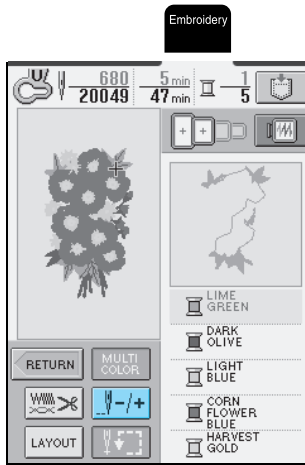 Embroidery
U
680
20049
5 min
47 min
1
5
LIME
GREEN
DARK
OLIVE
LIGHT
BLUE
CORN
FLOWER
BLUE
HARVEST
GOLD
RETURN
MULTI
COLOR
-/+
LAYOUT